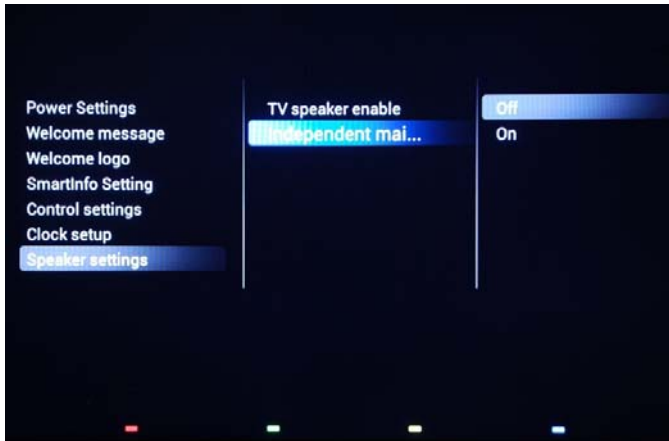 Power Settings
Welcome message
Welcome logo
SmartInfo Setting
Control settings
Clock setup
Speaker settings
TV speaker enable
Independent mai...
Off
On